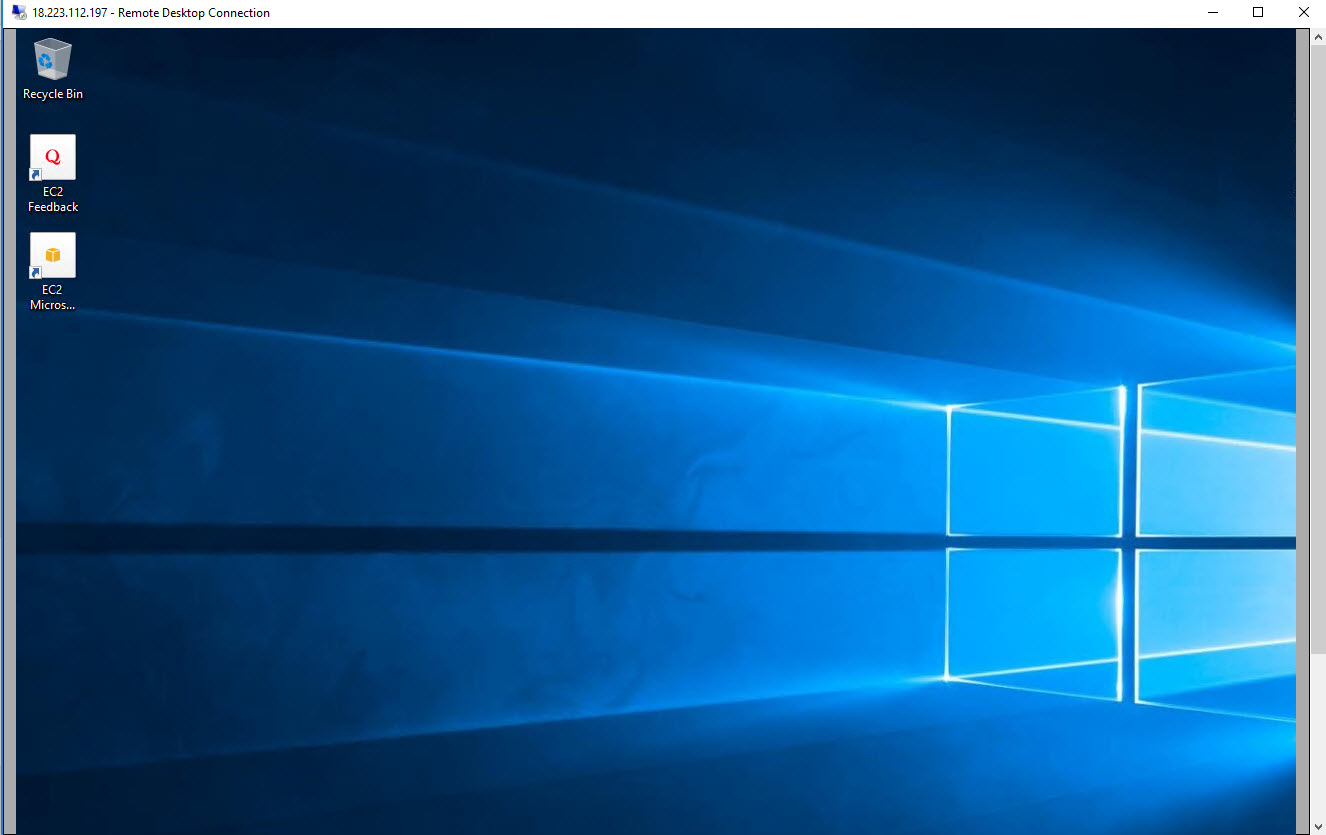 18.223.112.197 - Remote Desktop Connection
Recycle Bin
Q
EC2
Feedback
EC2
Micros...